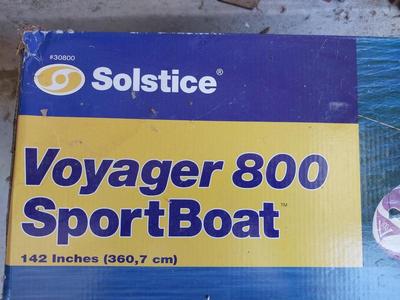 #30800
Solstice®
Voyager 800
SportBoat™
142 Inches (360,7 cm)